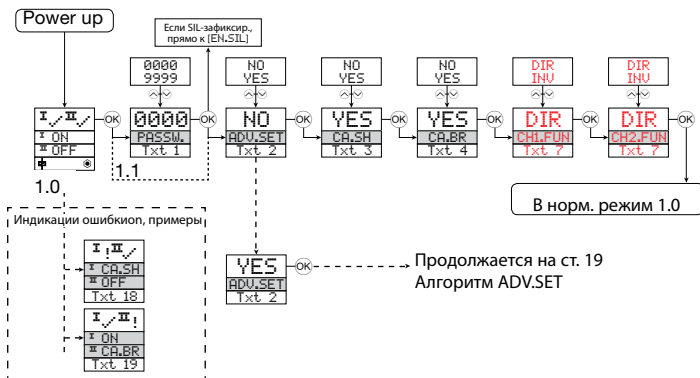 Power up
Если SIL-зафиксир.,
прямо к [EN.SIL]
0000
9999
NO
YES
NO
YES
NO
YES
DIR
INV
DIR
INV
I ✓ II ✓
I ON
II OFF
OK
0000
PASSW.
Txt 1
OK
NO
ADV.SET
Txt 2
OK
YES
CA.SH
Txt 3
OK
YES
CA.BR
Txt 4
OK
DIR
CH1.FUN
Txt 7
OK
DIR
CH2.FUN
Txt 7
OK
1.0
1.1
В норм. режим 1.0
Индикации ошибкиon, примеры
I ! II ✓
I CA.SH
II OFF
Txt 18
I ✓ II !
I ON
II CA.BR
Txt 19
YES
ADV.SET
Txt 2
OK
Продолжается на ст. 19
Алгоритм ADV.SET